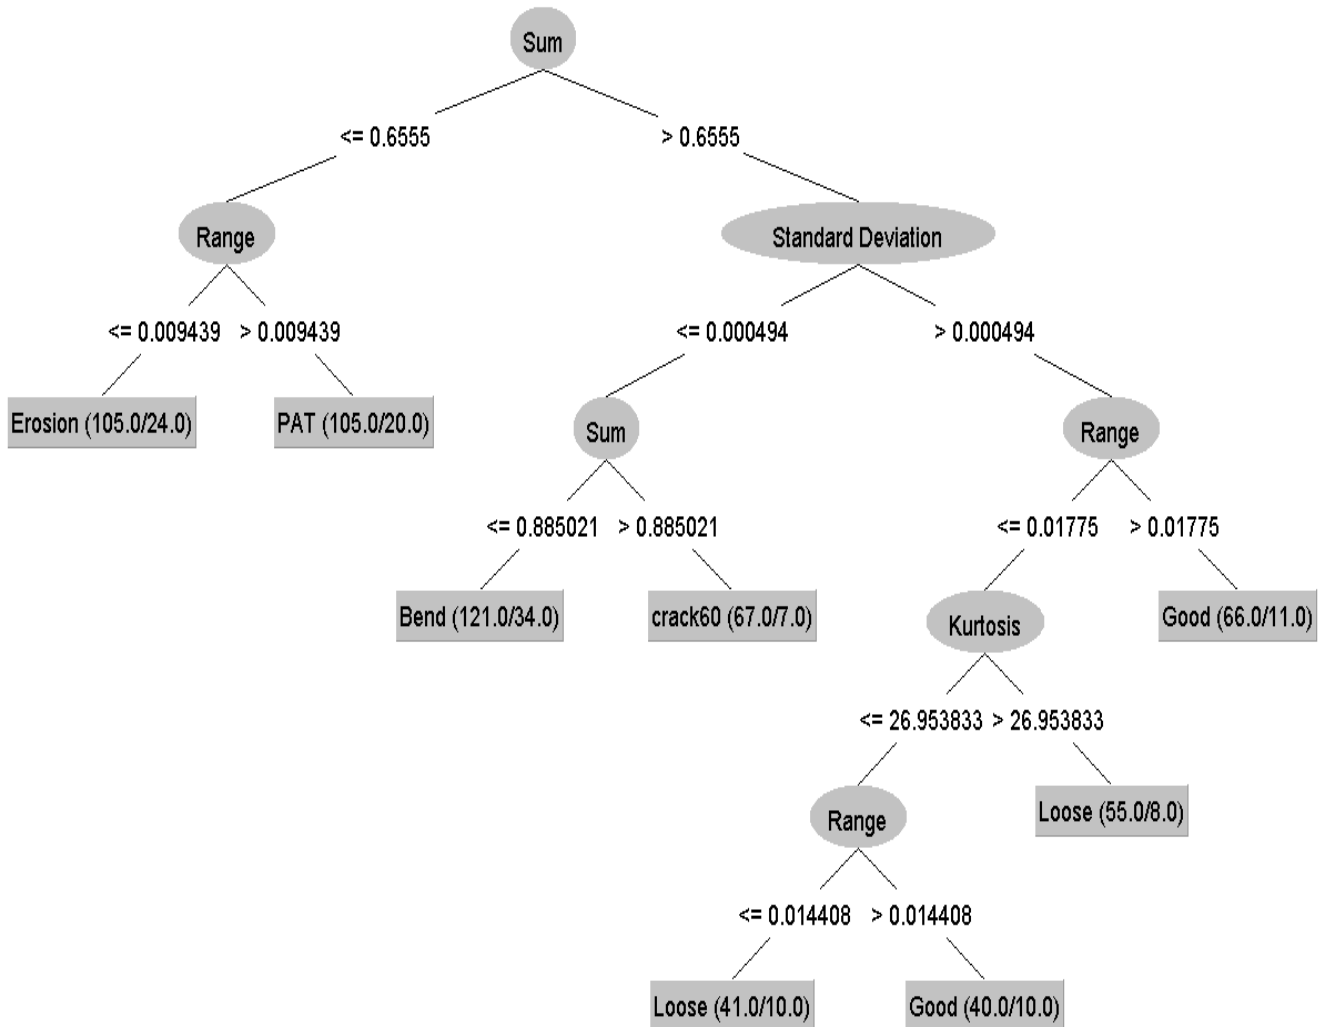 Sum
<= 0.6555 > 0.6555
Range Standard Deviation
<= 0.009439 > 0.009439 <= 0.000494 > 0.000494
Erosion (105.0/24.0) PAT (105.0/20.0) Sum Range
<= 0.885021 > 0.885021 <= 0.01775 > 0.01775
Bend (121.0/34.0) crack60 (67.0/7.0) Kurtosis Good (66.0/11.0)
<= 26.953833 > 26.953833
Range Loose (55.0/8.0)
<= 0.014408 > 0.014408
Loose (41.0/10.0) Good (40.0/10.0)